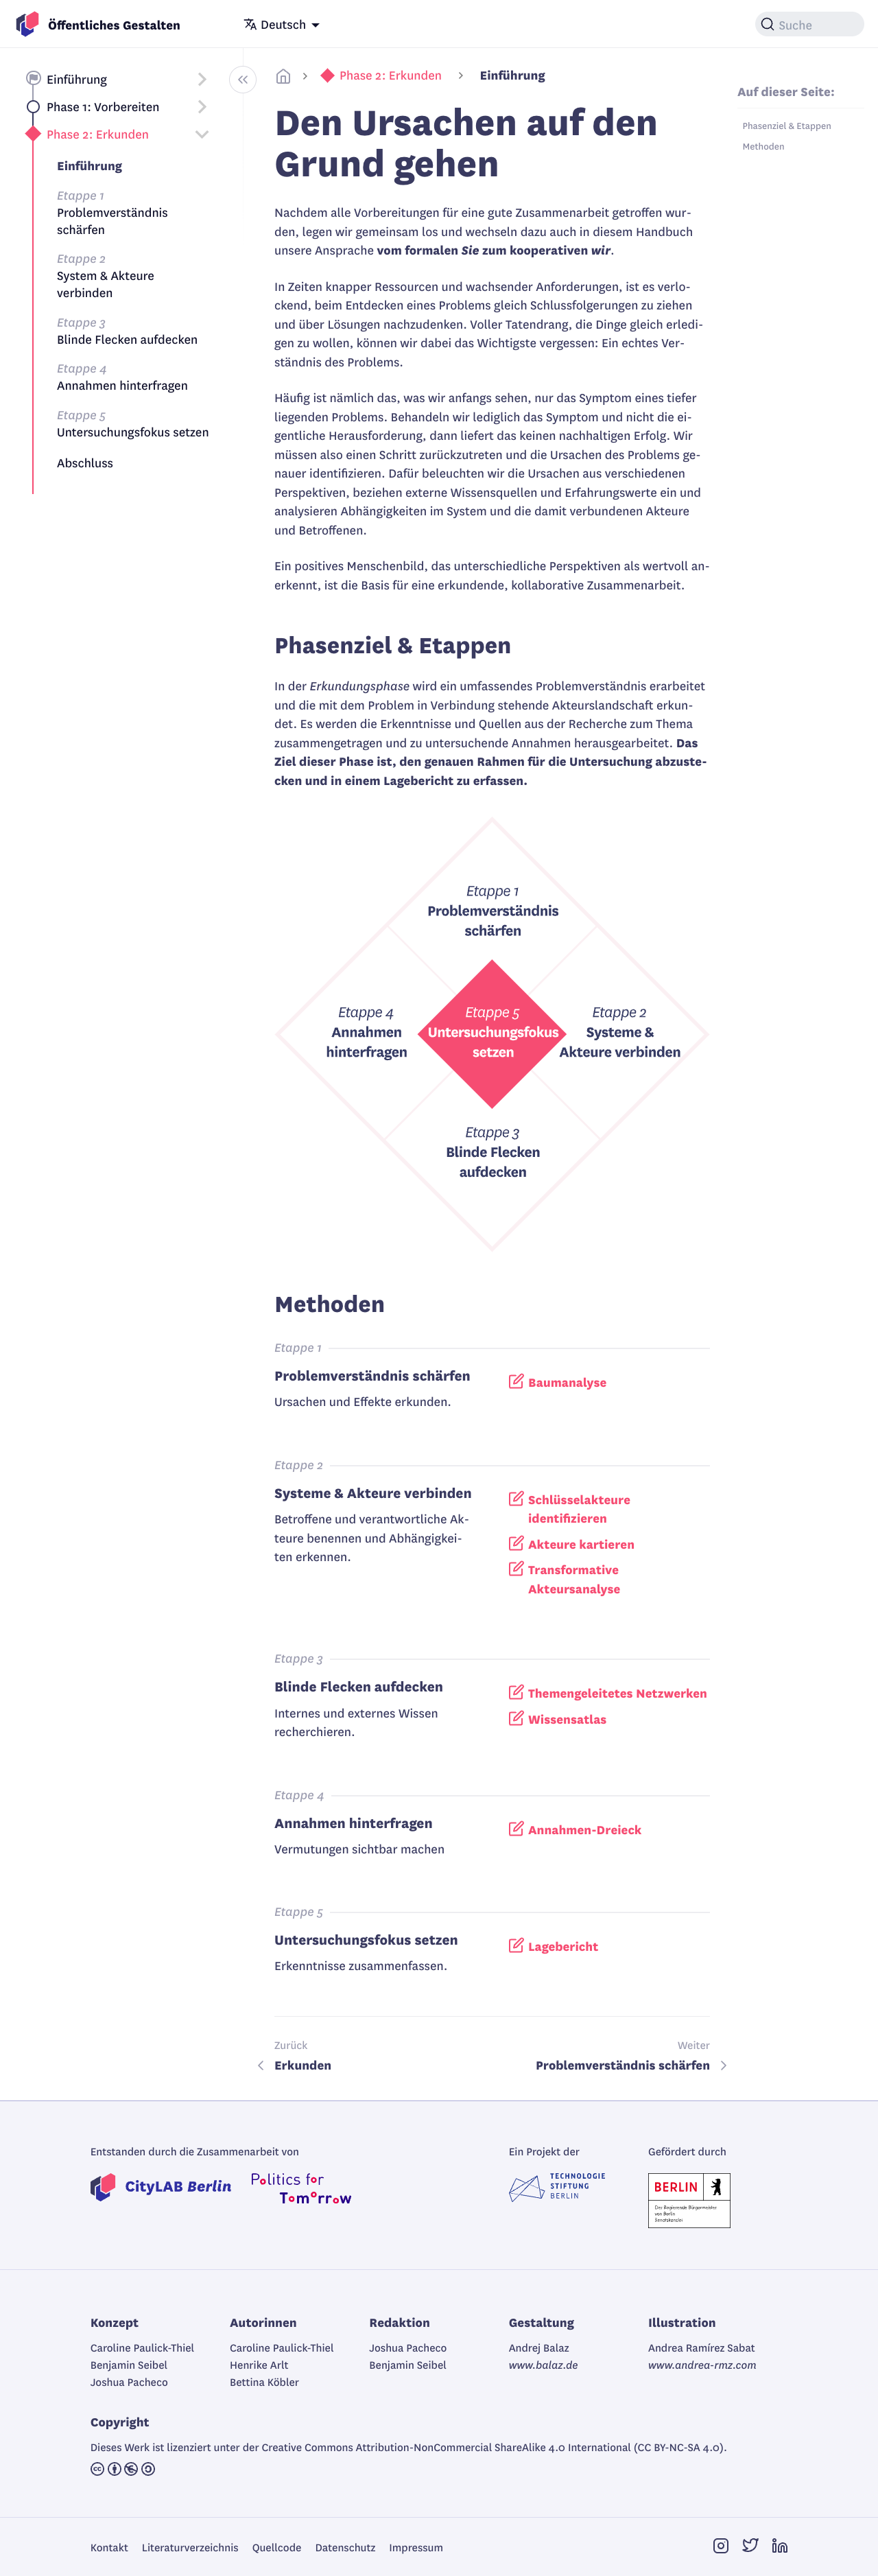 Öffentliches Gestalten
Deutsch
Suche
Einführung
Phase 1: Vorbereiten
Phase 2: Erkunden
Einführung
Etappe 1
Problemverständnis
schärfen
Etappe 2
System & Akteure
verbinden
Etappe 3
Blinde Flecken aufdecken
Etappe 4
Annahmen hinterfragen
Etappe 5
Untersuchungsfokus setzen
Abschluss
Phase 2: Erkunden
Einführung
Auf dieser Seite:
Phasenziel & Etappen
Methoden
Den Ursachen auf den
Grund gehen
Nachdem alle Vorbereitungen für eine gute Zusammenarbeit getroffen wur-
den, legen wir gemeinsam los und wechseln dazu auch in diesem Handbuch
unsere Ansprache vom formalen Sie zum kooperativen wir.
In Zeiten knapper Ressourcen und wachsender Anforderungen, ist es verlo-
ckend, beim Entdecken eines Problems gleich Schlussfolgerungen zu ziehen
und über Lösungen nachzudenken. Voller Tatendrang, die Dinge gleich erledi-
gen zu wollen, können wir dabei das Wichtigste vergessen: Ein echtes Ver-
ständnis des Problems.
Häufig ist nämlich das, was wir anfangs sehen, nur das Symptom eines tiefer
liegenden Problems. Behandeln wir lediglich das Symptom und nicht die ei-
gentliche Herausforderung, dann liefert das keinen nachhaltigen Erfolg. Wir
müssen also einen Schritt zurückzutreten und die Ursachen des Problems ge-
nauer identifizieren. Dafür beleuchten wir die Ursachen aus verschiedenen
Perspektiven, beziehen externe Wissensquellen und Erfahrungswerte ein und
analysieren Abhängigkeiten im System und die damit verbundenen Akteure
und Betroffenen.
Ein positives Menschenbild, das unterschiedliche Perspektiven als wertvoll an-
erkennt, ist die Basis für eine erkundende, kollaborative Zusammenarbeit.
Phasenziel & Etappen
In der Erkundungsphase wird ein umfassendes Problemverständnis erarbeitet
und die mit dem Problem in Verbindung stehende Akteurslandschaft erkun-
det. Es werden die Erkenntnisse und Quellen aus der Recherche zum Thema
zusammengetragen und zu untersuchende Annahmen herausgearbeitet. Das
Ziel dieser Phase ist, den genauen Rahmen für die Untersuchung abzuste-
cken und in einem Lagebericht zu erfassen.
Etappe 1
Problemverständnis
schärfen
Etappe 4
Annahmen
hinterfragen
Etappe 5
Untersuchungsfokus
setzen
Etappe 2
Systeme &
Akteure verbinden
Etappe 3
Blinde Flecken
aufdecken
Methoden
Etappe 1
Problemverständnis schärfen
Ursachen und Effekte erkunden.
Baumanalyse
Etappe 2
Systeme & Akteure verbinden
Betroffene und verantwortliche Ak-
teure benennen und Abhängigkei-
ten erkennen.
Schlüsselakteure
identifizieren
Akteure kartieren
Transformative
Akteursanalyse
Etappe 3
Blinde Flecken aufdecken
Internes und externes Wissen
recherchieren.
Themengeleitetes Netzwerken
Wissensatlas
Etappe 4
Annahmen hinterfragen
Vermutungen sichtbar machen
Annahmen-Dreieck
Etappe 5
Untersuchungsfokus setzen
Erkenntnisse zusammenfassen.
Lagebericht
Zurück
Erkunden
Weiter
Problemverständnis schärfen
Entstanden durch die Zusammenarbeit von
CityLAB Berlin
Politics for
Tomorrow
Ein Projekt der
TECHNOLOGIE
STIFTUNG
BERLIN
Gefördert durch
BERLIN
Der Regierende Bürgermeister
von Berlin
Senatskanzlei
Konzept
Caroline Paulick-Thiel
Benjamin Seibel
Joshua Pacheco
Autorinnen
Caroline Paulick-Thiel
Henrike Arlt
Bettina Köbler
Redaktion
Joshua Pacheco
Benjamin Seibel
Gestaltung
Andrej Balaz
www.balaz.de
Illustration
Andrea Ramírez Sabat
www.andrea-rmz.com
Copyright
Dieses Werk ist lizenziert unter der Creative Commons Attribution-NonCommercial ShareAlike 4.0 International (CC BY-NC-SA 4.0).
Kontakt
Literaturverzeichnis
Quellcode
Datenschutz
Impressum